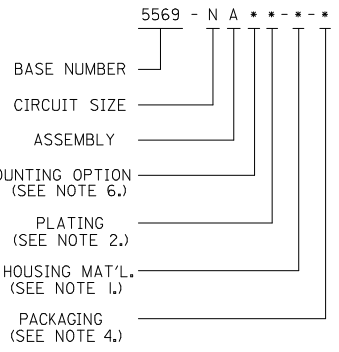 5569 - N A * * - * - *
BASE NUMBER
CIRCUIT SIZE
ASSEMBLY
OUNTING OPTION
(SEE NOTE 6.)
PLATING
(SEE NOTE 2.)
HOUSING MAT'L.
(SEE NOTE 1.)
PACKAGING
(SEE NOTE 4.)